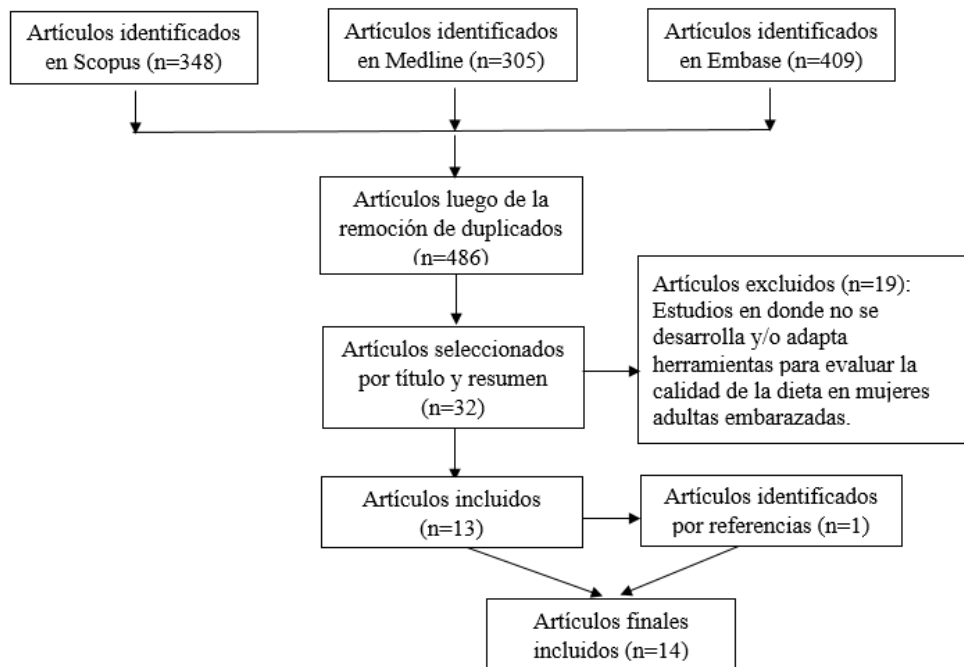 Artículos identificados
en Scopus (n=348)
Artículos identificados
en Medline (n=305)
Artículos identificados
en Embase (n=409)
Artículos luego de la
remoción de duplicados
(n=486)
Artículos excluidos (n=19):
Estudios en donde no se
desarrolla y/o adapta
herramientas para evaluar la
calidad de la dieta en mujeres
adultas embarazadas.
Artículos seleccionados
por título y resumen
(n=32)
Artículos incluidos
(n=13)
Artículos identificados
por referencias (n=1)
Artículos finales
incluidos (n=14)